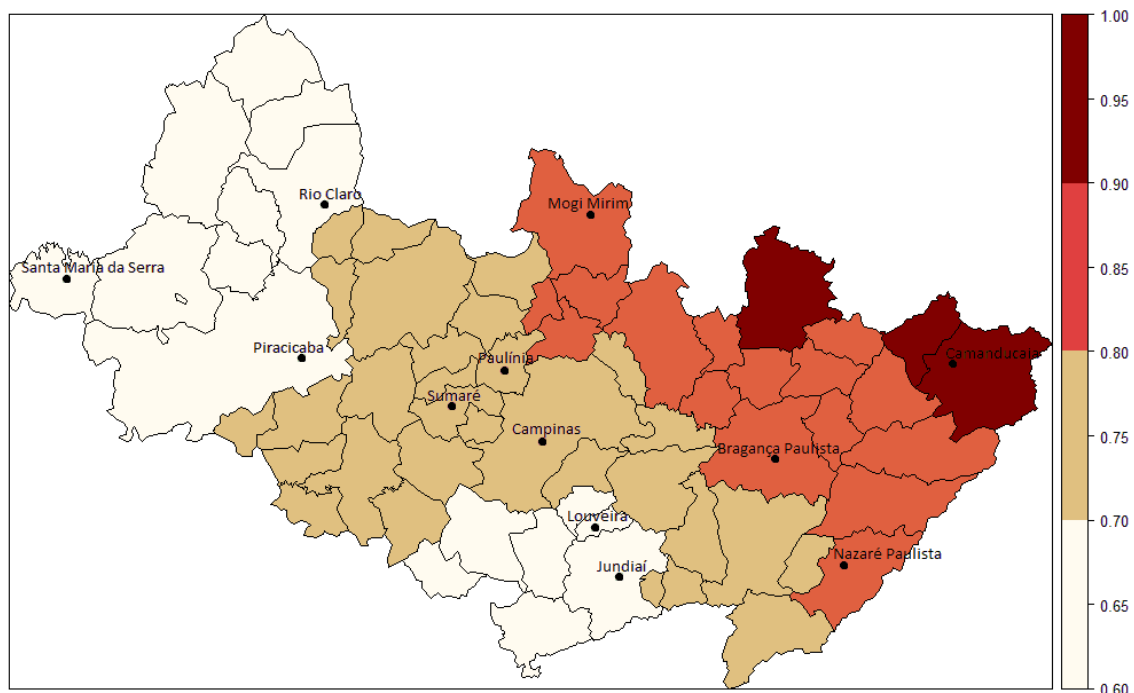 1.00
0.95
0.90
0.85
0.80
0.75
0.70
0.65
0.60
Rio Claro
Mogi Mirim
Santa Maria da Serra
Piracicaba
Paulínia
Camanducaia
Sumaré
Campinas
Bragança Paulista
Louveira
Nazaré Paulista
Jundiaí